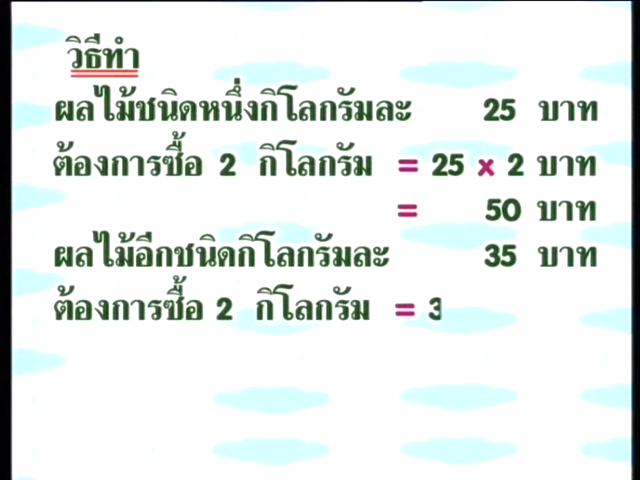 วิธีทำ
ผลไม้ชนิดหนึ่งกิโลกรัมละ 25 บาท
ต้องการซื้อ 2 กิโลกรัม = 25 x 2 บาท
= 50 บาท
ผลไม้อีกชนิดกิโลกรัมละ 35 บาท
ต้องการซื้อ 2 กิโลกรัม = 3